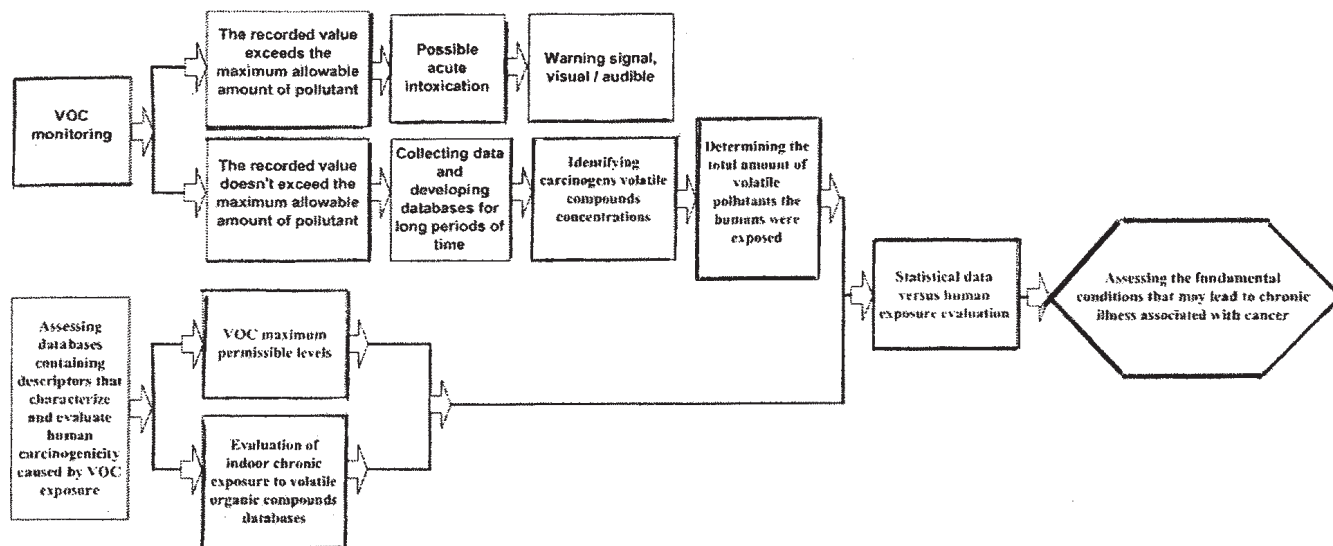 The recorded value
exceeds the
maximum allowable
amount of pollutant
Possible
acute
intoxication
Warning signal,
visual / audible
VOC
monitoring
The recorded value
doesn't exceed the
maximum allowable
amount of pollutant
Collecting data
and
developing
databases for
long periods of
time
Identifying
carcinogens volatile
compounds
concentrations
Determining the
total amount of
volatile
pollutants the
humans were
exposed
Statistical data
versus human
exposure evaluation
Assessing the fundamental
conditions that may lead to chronic
illness associated with cancer
Assessing
databases
containing
descriptors that
characterize
and evaluate
human
carcinogenicity
caused by VOC
exposure
VOC maximum
permissible levels
Evaluation of
indoor chronic
exposure to volatile
organic compounds
databases